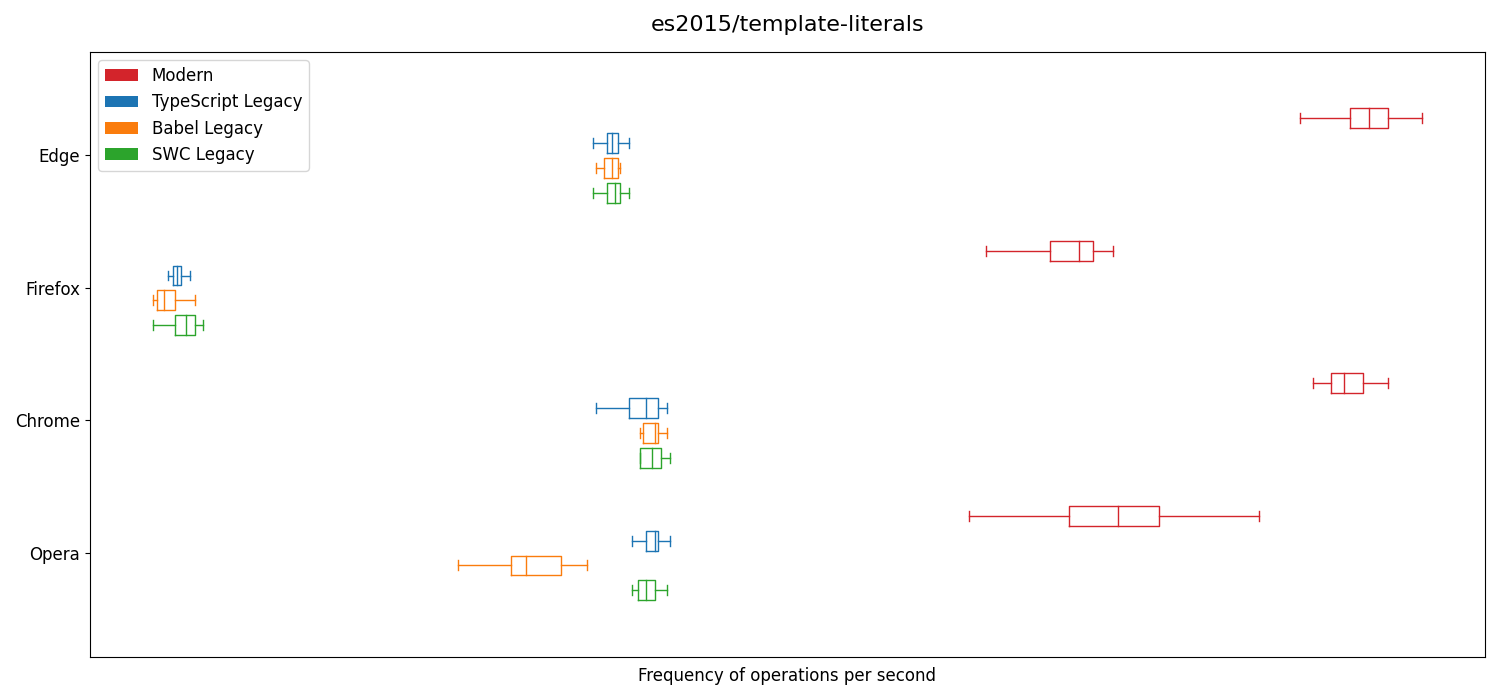 es2015/template-literals
Modern
TypeScript Legacy
Babel Legacy
SWC Legacy
Edge
Firefox
Chrome
Opera
Frequency of operations per second